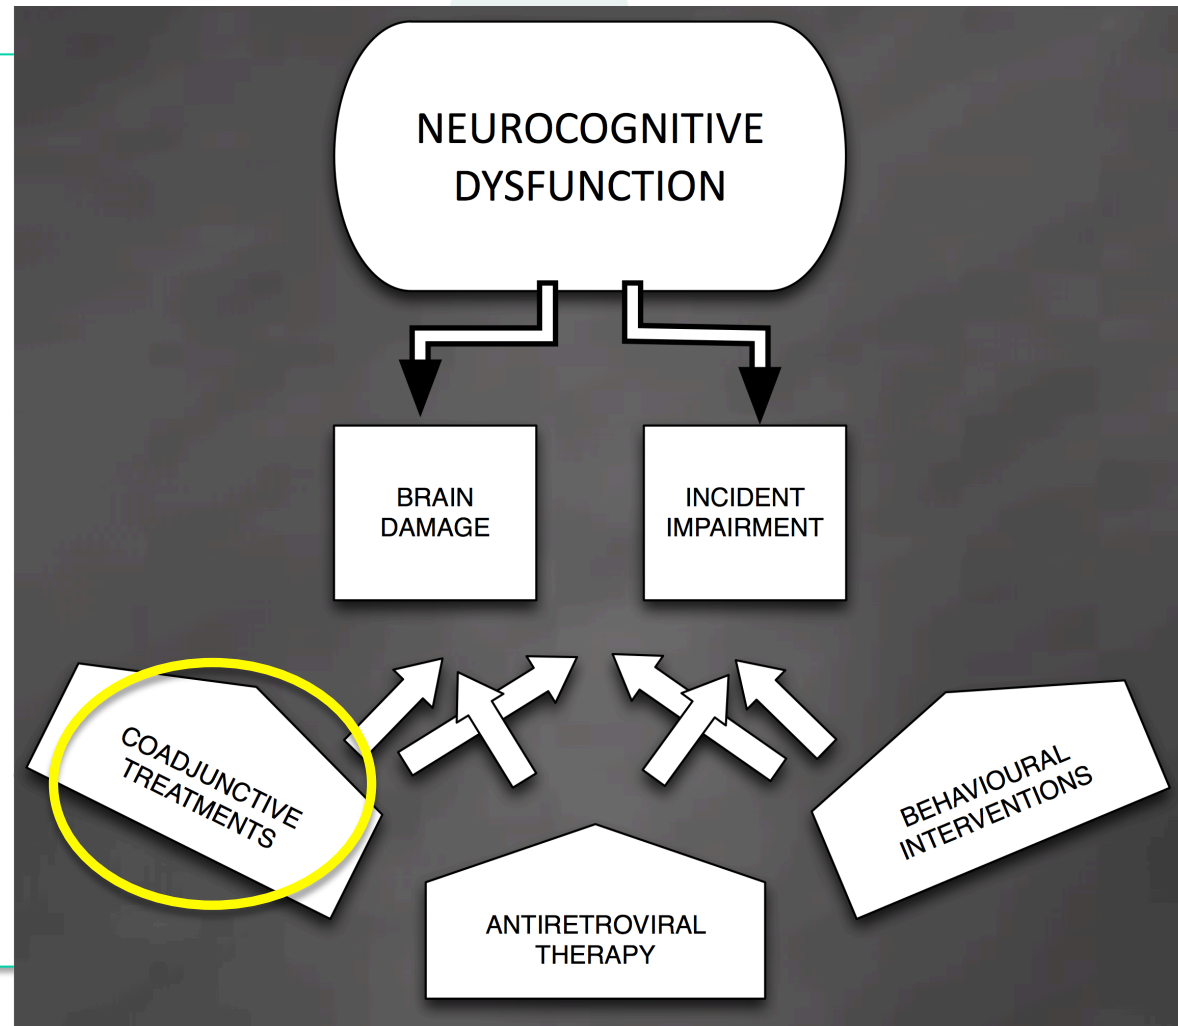 NEUROCOGNITIVE
DYSFUNCTION
BRAIN
DAMAGE
INCIDENT
IMPAIRMENT
COADJUNCTIVE
TREATMENTS
BEHAVIOURAL
INTERVENTIONS
ANTIRETROVIRAL
THERAPY